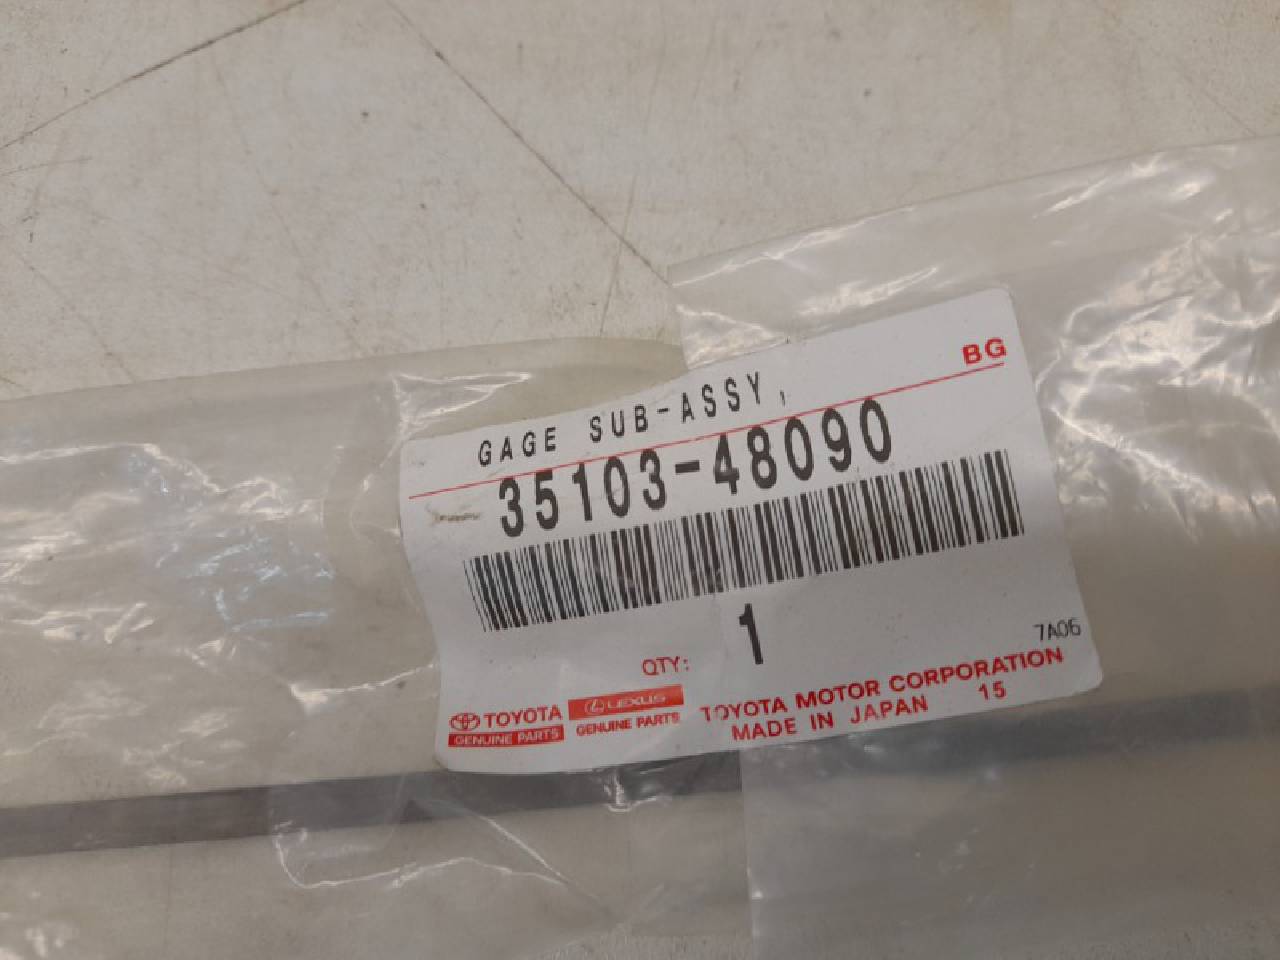 BG
GAGE SUB-ASSY,
35103-48090
1
QTY:
7A06
TOYOTA
GENUINE PARTS
LEXUS
GENUINE PARTS
TOYOTA MOTOR CORPORATION
MADE IN JAPAN 15